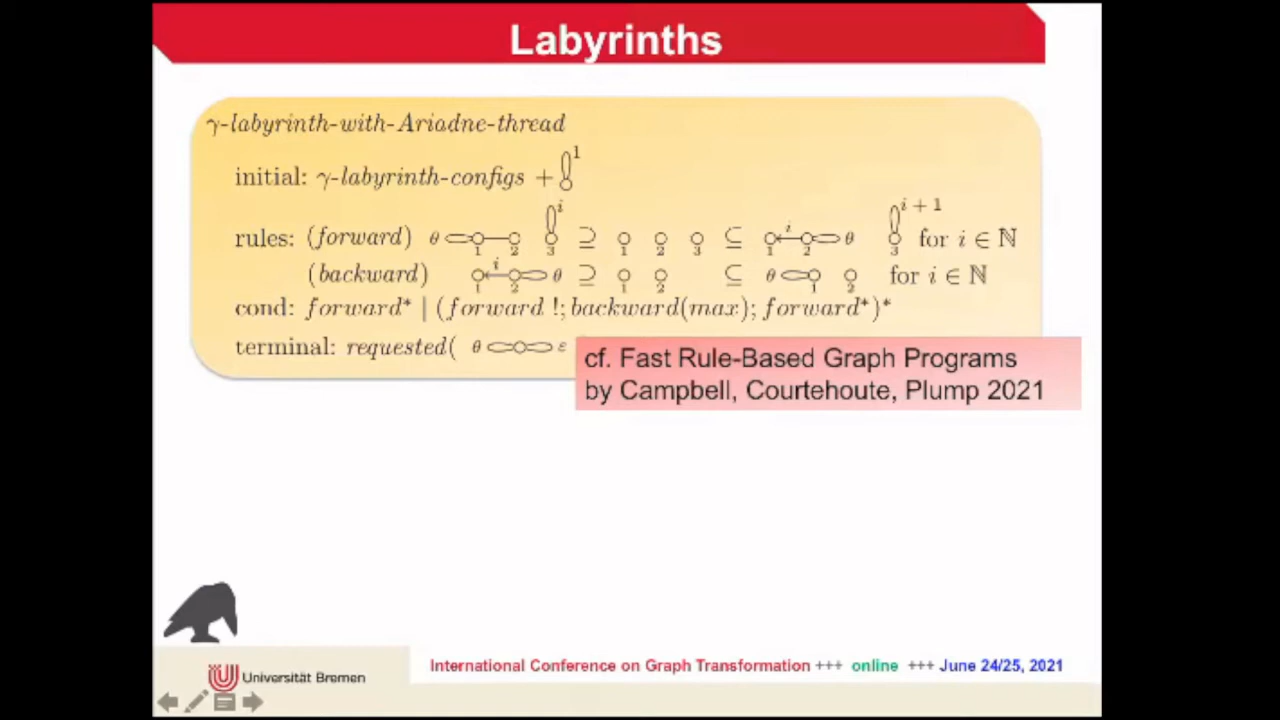 Labyrinths
γ-labyrinth-with-Ariadne-thread
initial: γ-labyrinth-configs + 1
rules: (forward) θ 1 2 i 3 ⊇ 1 2 3 ⊆ 1 i 2 θ i + 1 3 for i ∈ ℕ
(backward) 1 i 2 θ ⊇ 1 2 ⊆ θ 1 2 for i ∈ ℕ
cond: forward* | (forward !; backward(max); forward*)*
terminal: requested( θ ε
cf. Fast Rule-Based Graph Programs
by Campbell, Courtehoute, Plump 2021
Universität Bremen
International Conference on Graph Transformation +++ online +++ June 24/25, 2021